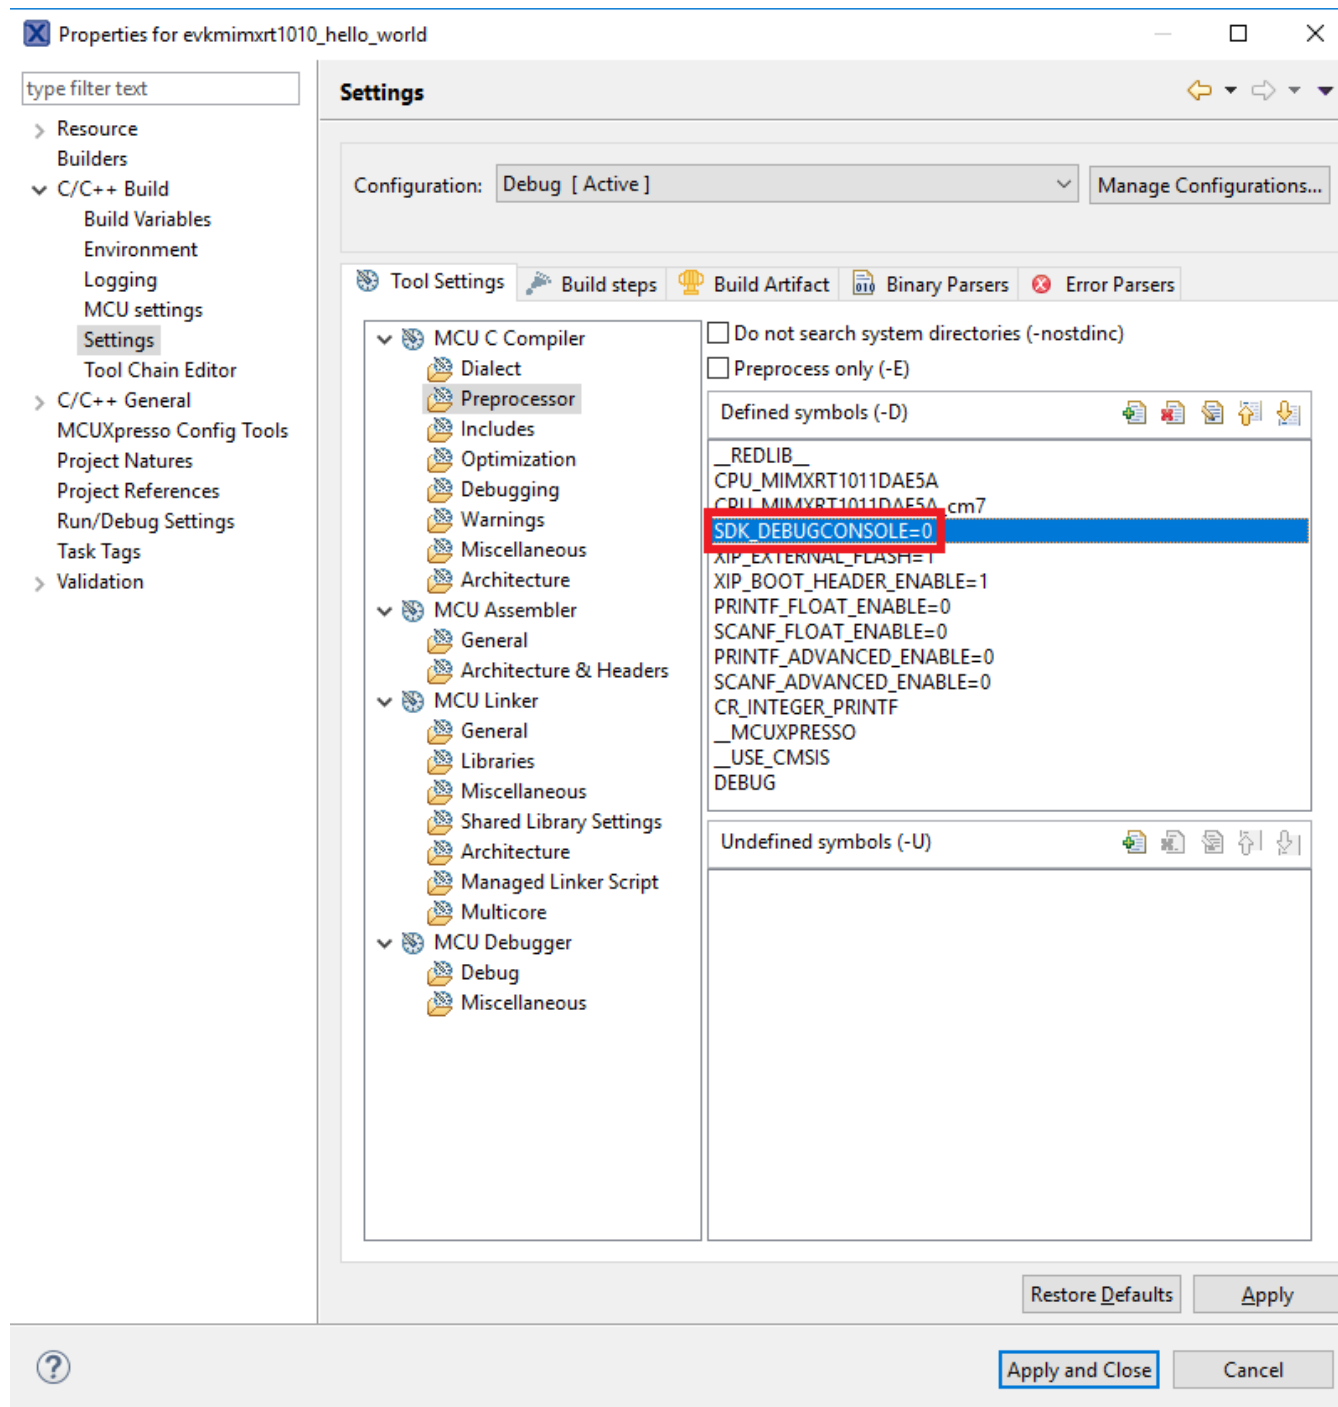 Properties for evkmimxrt1010_hello_world
type filter text
Resource
Builders
C/C++ Build
Build Variables
Environment
Logging
MCU settings
Settings
Tool Chain Editor
C/C++ General
MCUXpresso Config Tools
Project Natures
Project References
Run/Debug Settings
Task Tags
Validation
Settings
Configuration: Debug [ Active ] Manage Configurations...
Tool Settings Build steps Build Artifact Binary Parsers Error Parsers
MCU C Compiler
Dialect
Preprocessor
Includes
Optimization
Debugging
Warnings
Miscellaneous
Architecture
MCU Assembler
General
Architecture & Headers
MCU Linker
General
Libraries
Miscellaneous
Shared Library Settings
Architecture
Managed Linker Script
Multicore
MCU Debugger
Debug
Miscellaneous
Do not search system directories (-nostdinc)
Preprocess only (-E)
Defined symbols (-D)
__REDLIB__
CPU_MIMXRT1011DAE5A
CPU_MIMXRT1011DAE5A_cm7
SDK_DEBUGCONSOLE=0
XIP_EXTERNAL_FLASH=1
XIP_BOOT_HEADER_ENABLE=1
PRINTF_FLOAT_ENABLE=0
SCANF_FLOAT_ENABLE=0
PRINTF_ADVANCED_ENABLE=0
SCANF_ADVANCED_ENABLE=0
CR_INTEGER_PRINTF
__MCUXPRESSO
__USE_CMSIS
DEBUG
Undefined symbols (-U)
Restore Defaults Apply
Apply and Close Cancel